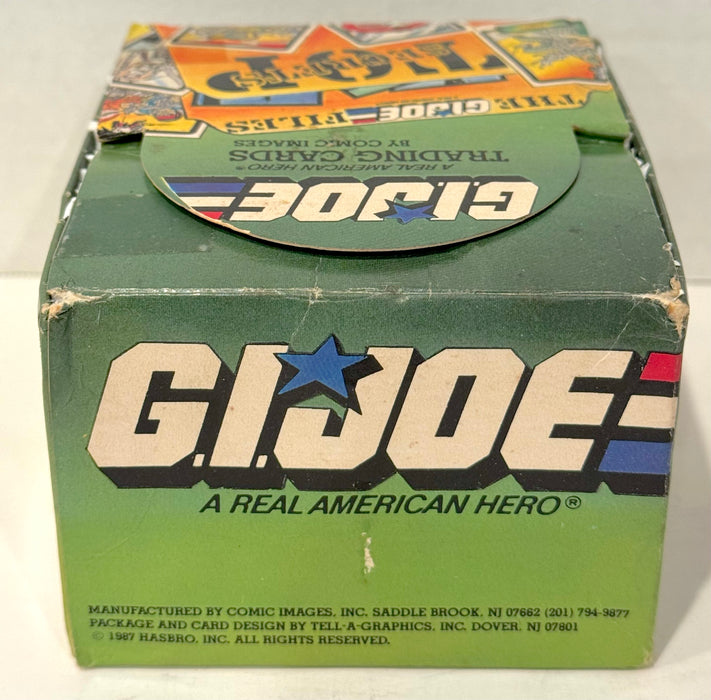 TOP
SECRETS
THE G.I.JOE FILES
TRADING CARDS
BY COMIC IMAGES
A REAL AMERICAN HERO®
G.I.JOE
G.I.JOE
A REAL AMERICAN HERO®
MANUFACTURED BY COMIC IMAGES, INC. SADDLE BROOK, NJ 07662 (201) 794-9877
PACKAGE AND CARD DESIGN BY TELL-A-GRAPHICS, INC. DOVER, NJ 07801
© 1987 HASBRO, INC. ALL RIGHTS RESERVED.